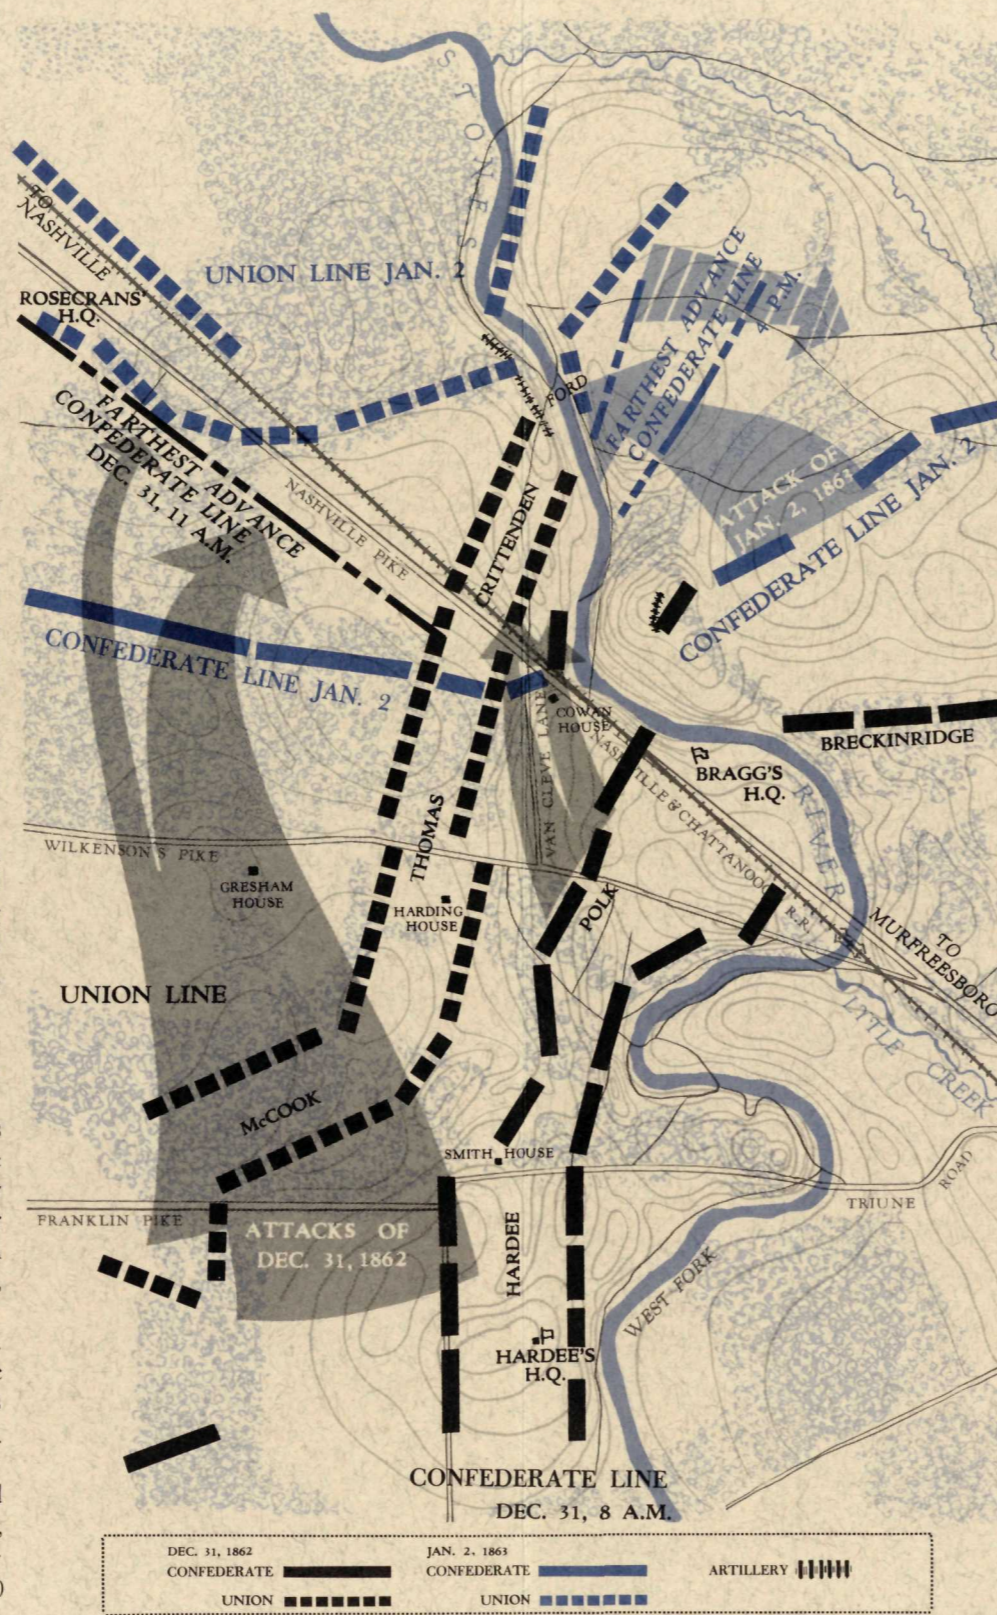 STONES
TO
NASHVILLE
UNION LINE JAN. 2
ROSECRANS'
H.Q.
FARTHEST ADVANCE
CONFEDERATE LINE
4 P.M.
FORD
FARTHEST ADVANCE
CONFEDERATE LINE
DEC. 31, 11 A.M.
NASHVILLE PIKE
CRITTENDEN
ATTACK OF
JAN. 2, 1863
CONFEDERATE LINE JAN. 2
CONFEDERATE LINE JAN. 2
COWAN
HOUSE
VAN CLEVE LANE
NASHVILLE & CHATTANOOGA R.R.
BRECKINRIDGE
BRAGG'S
H.Q.
RIVER
THOMAS
WILKENSON'S PIKE
GRESHAM
HOUSE
HARDING
HOUSE
POLK
TO
MURFREESBORO
UNION LINE
LYTLE
CREEK
McCOOK
SMITH HOUSE
FRANKLIN PIKE
TRIUNE
ROAD
ATTACKS OF
DEC. 31, 1862
HARDEE
WEST FORK
HARDEE'S
H.Q.
CONFEDERATE LINE
DEC. 31, 8 A.M.
DEC. 31, 1862
CONFEDERATE
UNION
JAN. 2, 1863
CONFEDERATE
UNION
ARTILLERY